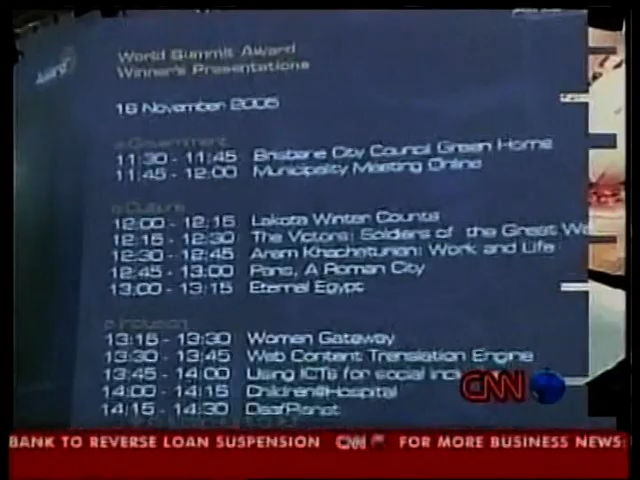 Award
World Summit Award
Winner's Presentations
16 November 2005
e-Government
11:30 - 11:45 Brisbane City Council Green Home
11:45 - 12:00 Municipality Meeting Online
e-Culture
12:00 - 12:15 Lakota Winter Counts
12:15 - 12:30 The Victors: Soldiers of the Great Wa
12:30 - 12:45 Aram Khachaturian: Work and Life
12:45 - 13:00 Paris, A Roman City
13:00 - 13:15 Eternal Egypt
e-Inclusion
13:15 - 13:30 Women Gateway
13:30 - 13:45 Web Content Translation Engine
13:45 - 14:00 Using ICTs for social inc
14:00 - 14:15 Children@Hospital
14:15 - 14:30 DeafPlanet
CNN
BANK TO REVERSE LOAN SUSPENSION CNN FOR MORE BUSINESS NEWS: